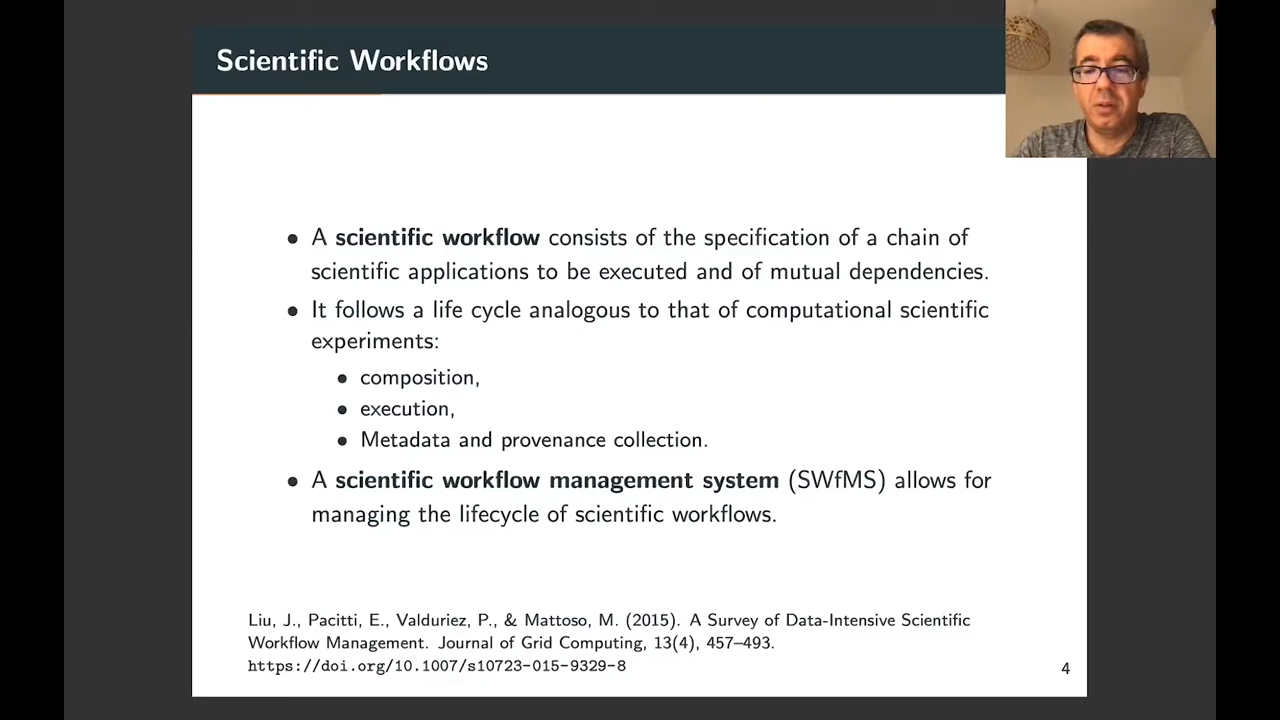 Scientific Workflows
• A scientific workflow consists of the specification of a chain of
scientific applications to be executed and of mutual dependencies.
• It follows a life cycle analogous to that of computational scientific
experiments:
• composition,
• execution,
• Metadata and provenance collection.
• A scientific workflow management system (SWfMS) allows for
managing the lifecycle of scientific workflows.
Liu, J., Pacitti, E., Valduriez, P., & Mattoso, M. (2015). A Survey of Data-Intensive Scientific
Workflow Management. Journal of Grid Computing, 13(4), 457–493.
https://doi.org/10.1007/s10723-015-9329-8
4